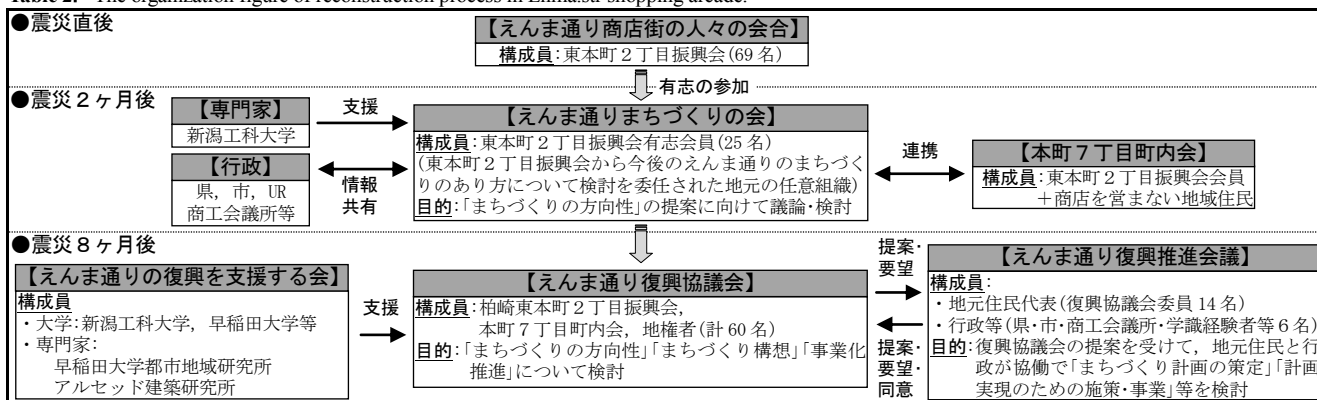 Table 2. The organization figure of reconstruction process in Enma.str shopping arcade.
●震災直後
【えんま通り商店街の人々の会合】
構成員:東本町2丁目振興会(69名)
有志の参加
●震災2ヶ月後
【専門家】
新潟工科大学
支援
【行政】
県，市，UR
商工会議所等
情報
共有
【えんま通りまちづくりの会】
構成員:東本町2丁目振興会有志会員(25名)
(東本町2丁目振興会から今後のえんま通りのまちづく
りのあり方について検討を委任された地元の任意組織)
目的:「まちづくりの方向性」の提案に向けて議論・検討
連携
【本町7丁目町内会】
構成員:東本町2丁目振興会会員
+商店を営まない地域住民
●震災8ヶ月後
【えんま通りの復興を支援する会】
構成員
・大学:新潟工科大学，早稲田大学等
・専門家:
早稲田大学都市地域研究所
アルセッド建築研究所
支援
【えんま通り復興協議会】
構成員:柏崎東本町2丁目振興会，
本町7丁目町内会，地権者(計60名)
目的:「まちづくりの方向性」「まちづくり構想」「事業化
推進」について検討
提案・
要望
提案・
要望・
同意
【えんま通り復興推進会議】
構成員:
・地元住民代表(復興協議会委員14名)
・行政等(県・市・商工会議所・学識経験者等6名)
目的:復興協議会の提案を受けて，地元住民と行
政が協働で「まちづくり計画の策定」「計画
実現のための施策・事業」等を検討